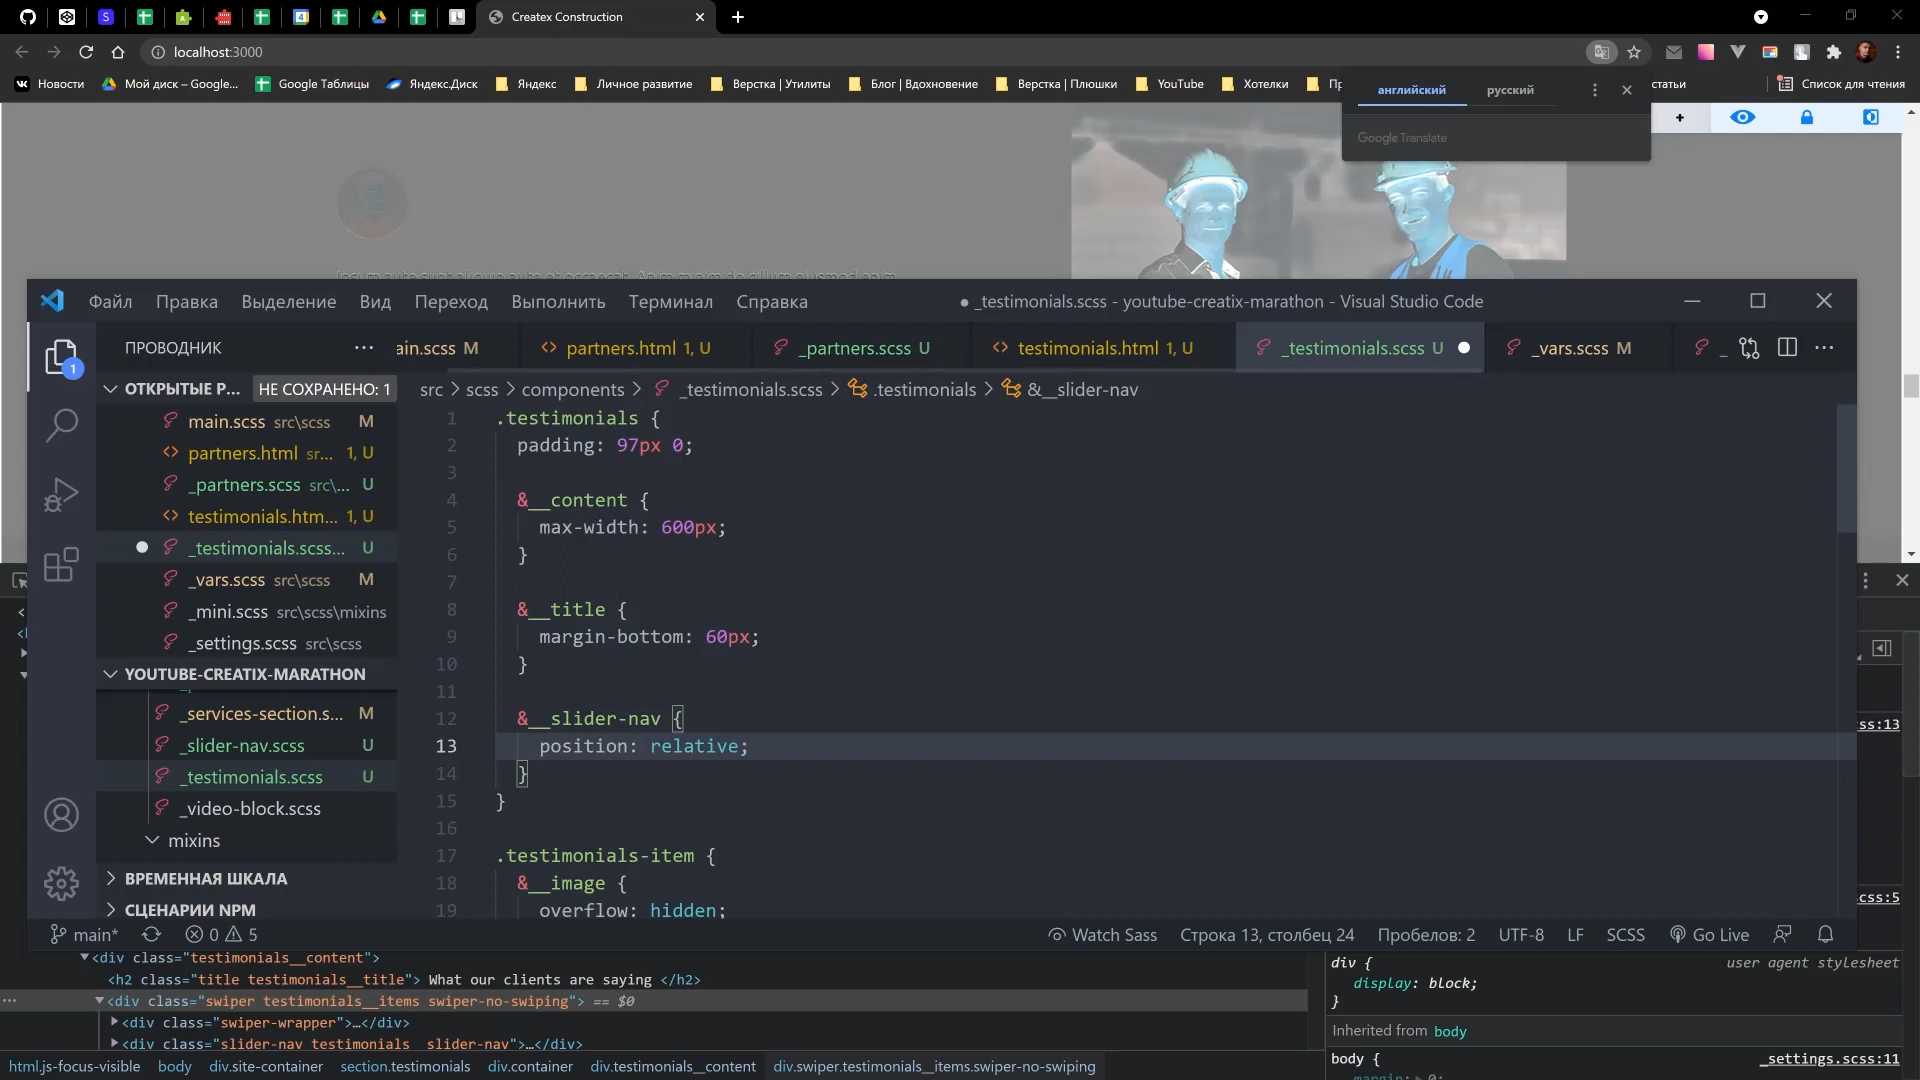 Createx Construction
localhost:3000
Новости
Мой диск – Google...
Google Таблицы
Яндекс.Диск
Яндекс
Личное развитие
Верстка | Утилиты
Блог | Вдохновение
Верстка | Плюшки
YouTube
Хотелки
статьи
Список для чтения
английский
русский
Google Translate
Файл
Правка
Выделение
Вид
Переход
Выполнить
Терминал
Справка
● _testimonials.scss - youtube-creatix-marathon - Visual Studio Code
ПРОВОДНИК
ain.scss M
partners.html 1, U
_partners.scss U
testimonials.html 1, U
_testimonials.scss U
_vars.scss M
ОТКРЫТЫЕ Р...
НЕ СОХРАНЕНО: 1
src > scss > components > _testimonials.scss > .testimonials > &__slider-nav
main.scss src\scss M
partners.html sr... 1, U
_partners.scss src\... U
testimonials.htm... 1, U
_testimonials.scss... U
_vars.scss src\scss M
_mini.scss src\scss\mixins
_settings.scss src\scss
YOUTUBE-CREATIX-MARATHON
_services-section.s... M
_slider-nav.scss U
_testimonials.scss U
_video-block.scss
mixins
ВРЕМЕННАЯ ШКАЛА
СЦЕНАРИИ NPM
1 .testimonials {
2 padding: 97px 0;
3
4 &__content {
5 max-width: 600px;
6 }
7
8 &__title {
9 margin-bottom: 60px;
10 }
11
12 &__slider-nav {
13 position: relative;
14 }
15 }
16
17 .testimonials-item {
18 &__image {
19 overflow: hidden;
ss:13
css:5
main*
0 5
Watch Sass
Строка 13, столбец 24
Пробелов: 2
UTF-8
LF
SCSS
Go Live
<div class="testimonials__content">
<h2 class="title testimonials__title"> What our clients are saying </h2>
<div class="swiper testimonials__items swiper-no-swiping"> == $0
<div class="swiper-wrapper">…</div>
<div class="slider-nav testimonials__slider-nav">…</div>
html.js-focus-visible body div.site-container section.testimonials div.container div.testimonials__content div.swiper.testimonials__items.swiper-no-swiping
div {
user agent stylesheet
display: block;
}
Inherited from body
body {
_settings.scss:11
margin: 0;